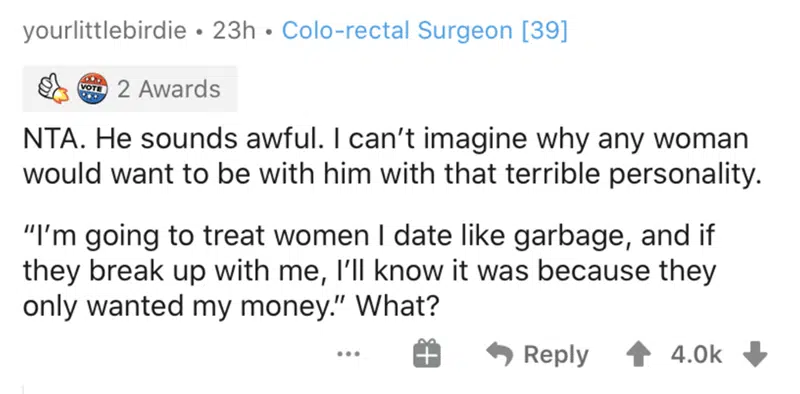 yourlittlebirdie • 23h • Colo-rectal Surgeon [39]
VOTE 2 Awards
NTA. He sounds awful. I can’t imagine why any woman
would want to be with him with that terrible personality.
“I’m going to treat women I date like garbage, and if
they break up with me, I’ll know it was because they
only wanted my money.” What?
... Reply 4.0k